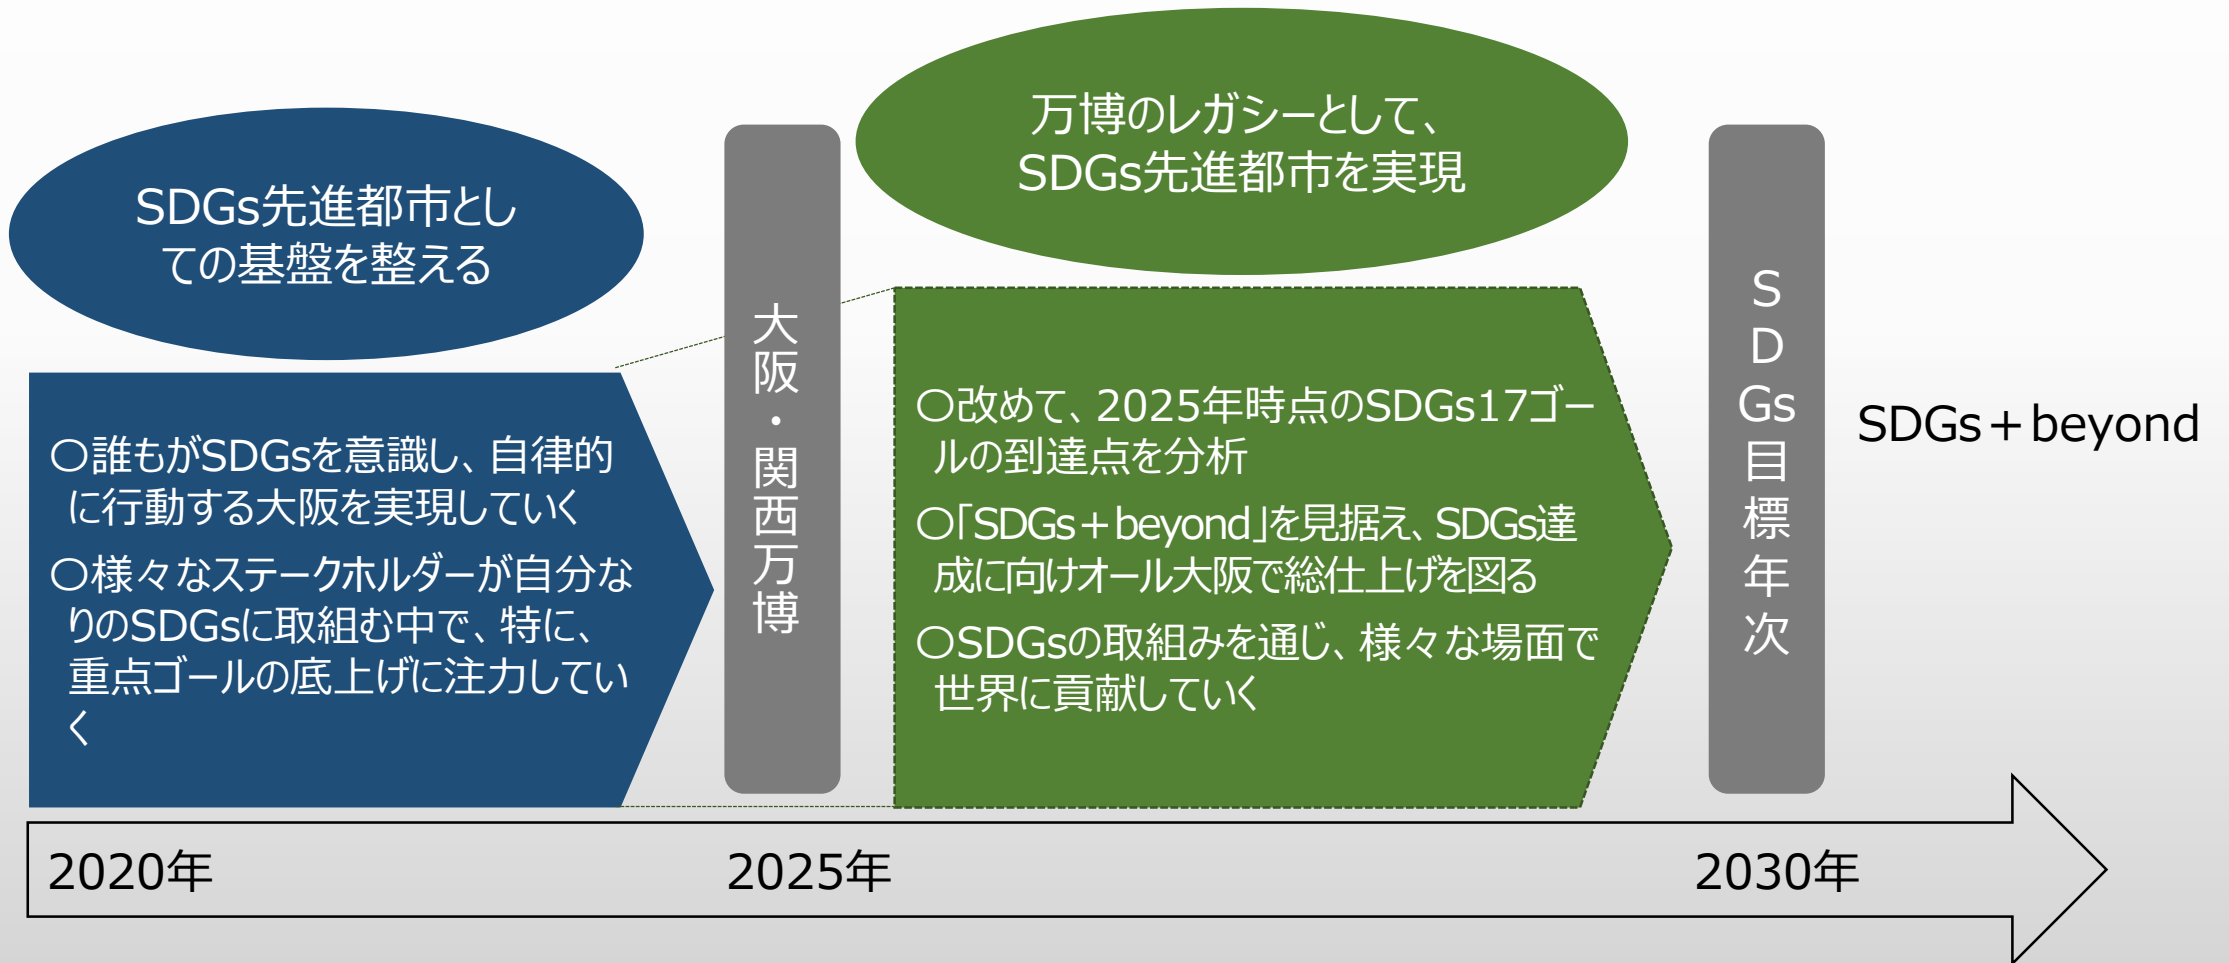 SDGs先進都市とし
ての基盤を整える
〇誰もがSDGsを意識し、自律的
に行動する大阪を実現していく
〇様々なステークホルダーが自分な
りのSDGsに取組む中で、特に、
重点ゴールの底上げに注力してい
く
大阪・関西万博
万博のレガシーとして、
SDGs先進都市を実現
〇改めて、2025年時点のSDGs17ゴー
ルの到達点を分析
〇「SDGs+beyond」を見据え、SDGs達
成に向けオール大阪で総仕上げを図る
〇SDGsの取組みを通じ、様々な場面で
世界に貢献していく
SDGs目標年次
SDGs+beyond
2020年
2025年
2030年